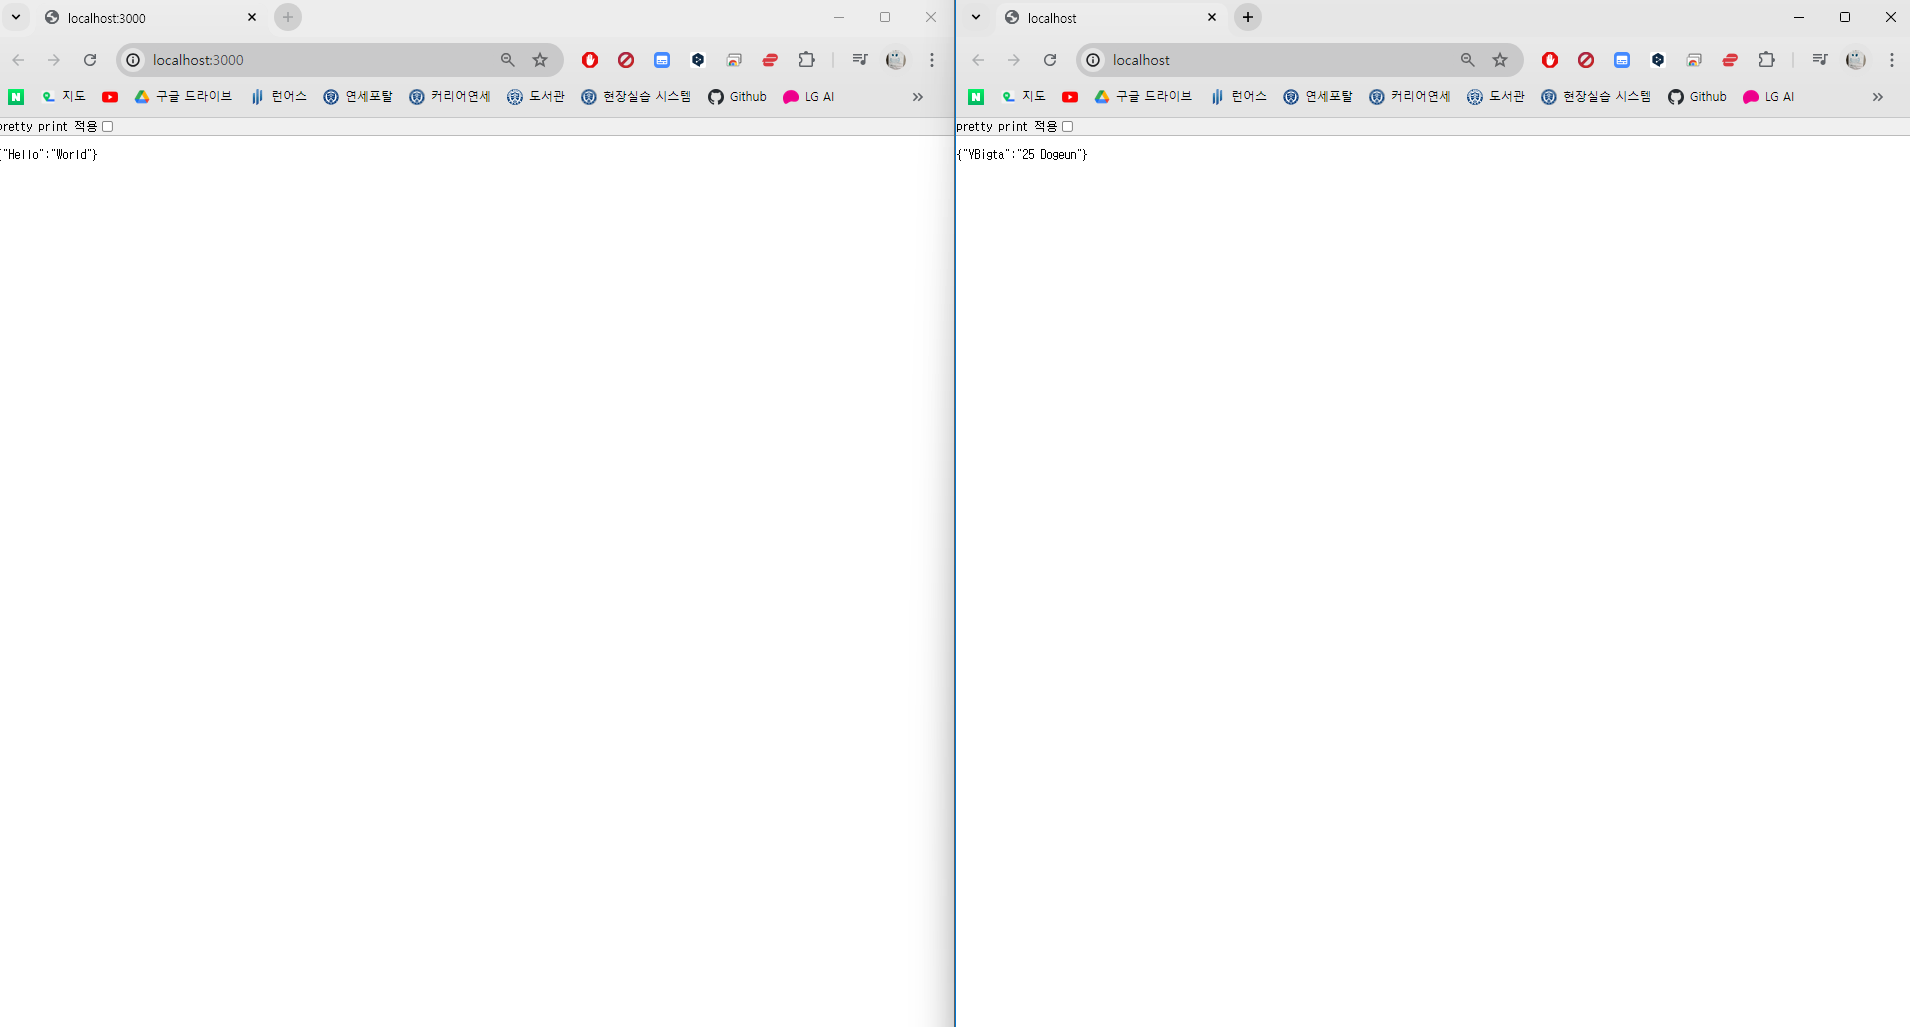 localhost:3000
localhost:3000
지도 구글 드라이브 런어스 연세포탈 커리어연세 도서관 현장실습 시스템 Github LG AI
pretty print 적용
{"Hello":"World"}
localhost
localhost
지도 구글 드라이브 런어스 연세포탈 커리어연세 도서관 현장실습 시스템 Github LG AI
pretty print 적용
{"YBigta":"25 Dogeun"}